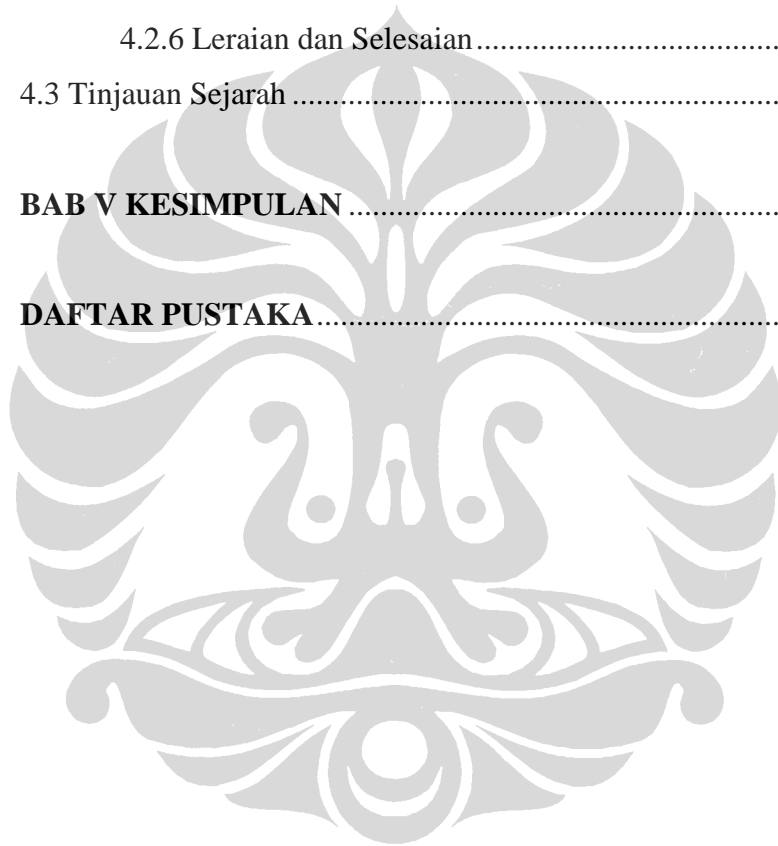 4.2.6 Leraian dan Selesaian.......................................
4.3 Tinjauan Sejarah ................................................................
BAB V KESIMPULAN .......................................................
DAFTAR PUSTAKA............................................................